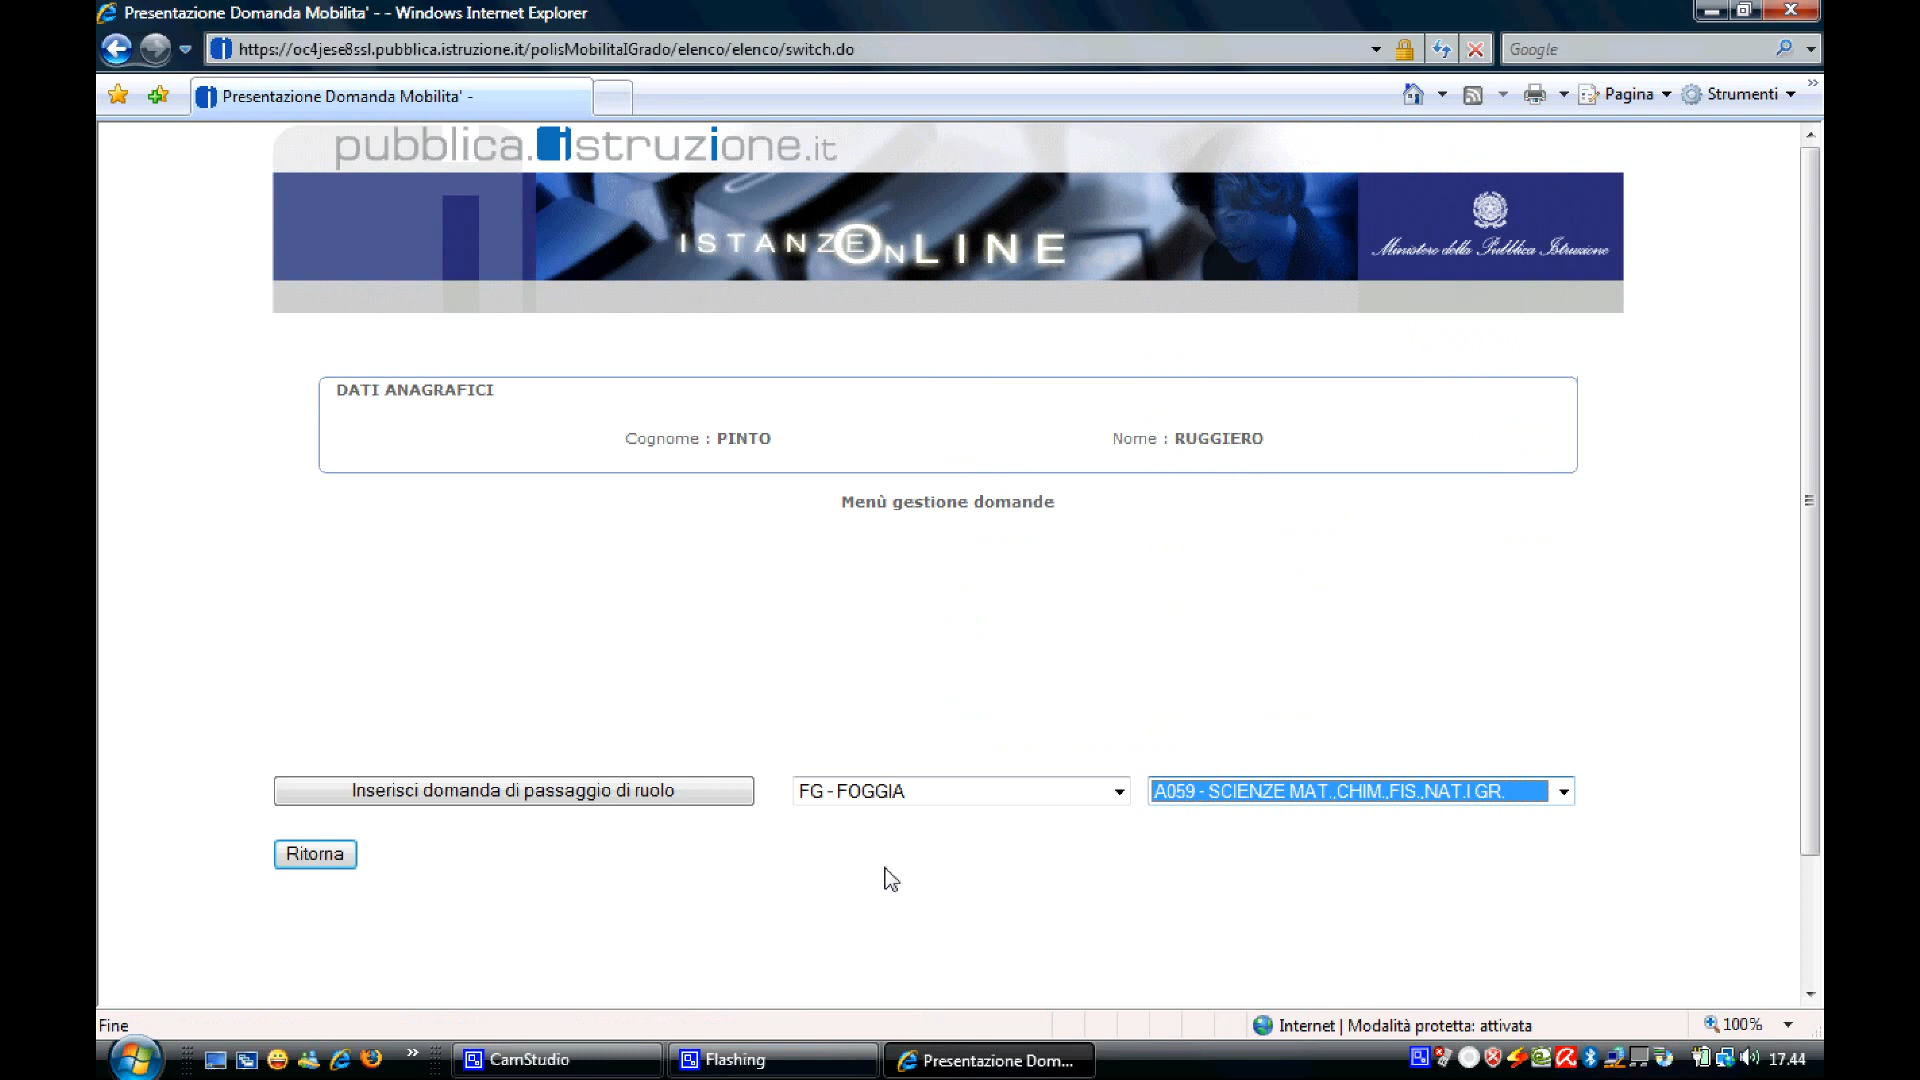 Presentazione Domanda Mobilita' - - Windows Internet Explorer
https://oc4jese8ssl.pubblica.istruzione.it/polisMobilitaIGrado/elenco/elenco/switch.do
Google
Presentazione Domanda Mobilita' -
Pagina
Strumenti
pubblica.istruzione.it
ISTANZE ON LINE
Ministero della Pubblica Istruzione
DATI ANAGRAFICI
Cognome : PINTO
Nome : RUGGIERO
Menù gestione domande
Inserisci domanda di passaggio di ruolo
FG - FOGGIA
A059 - SCIENZE MAT.,CHIM.,FIS.,NAT.I GR.
Ritorna
Fine
Internet | Modalità protetta: attivata
100%
CamStudio
Flashing
Presentazione Dom...
17.44